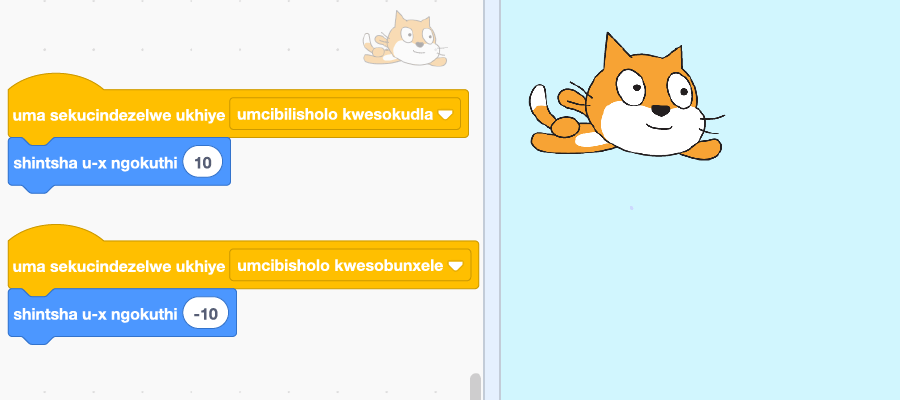 uma sekucindezelwe ukhiye umcibilisholo kwesokudla
shintsha u-x ngokuthi 10
uma sekucindezelwe ukhiye umcibisholo kwesobunxele
shintsha u-x ngokuthi -10